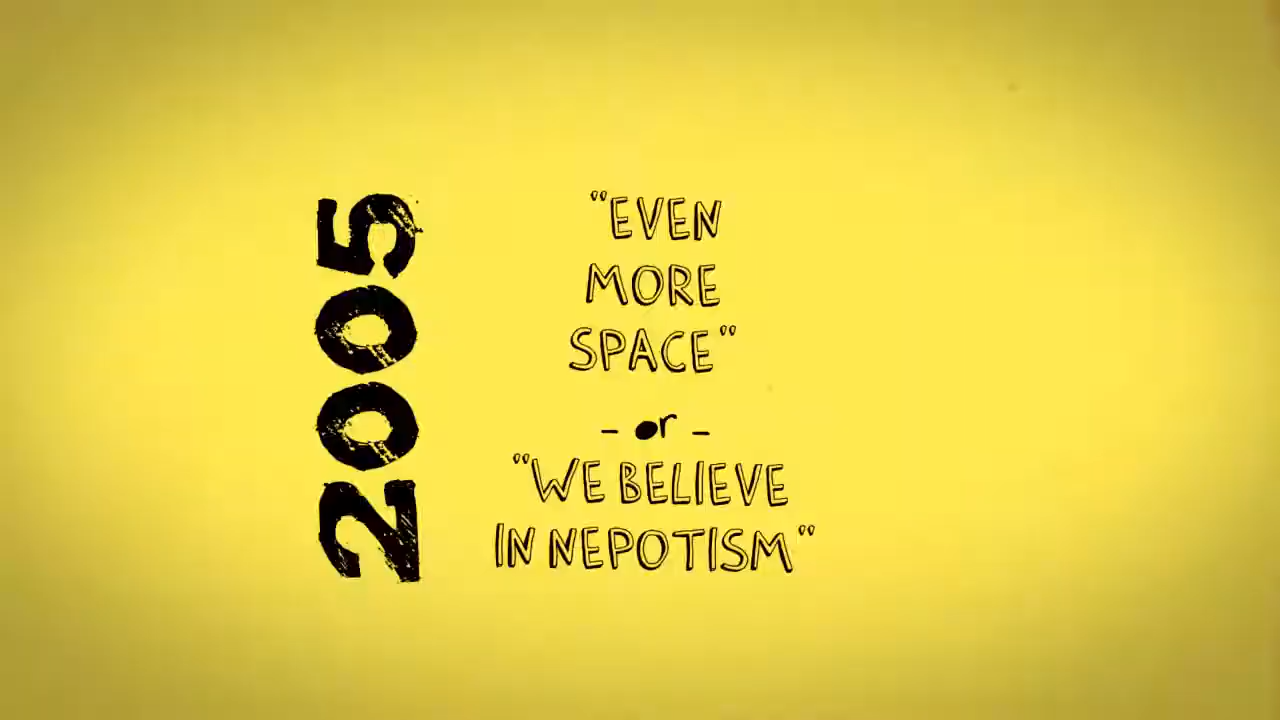 2005
"EVEN
MORE
SPACE"
- or -
"WE BELIEVE
IN NEPOTISM"